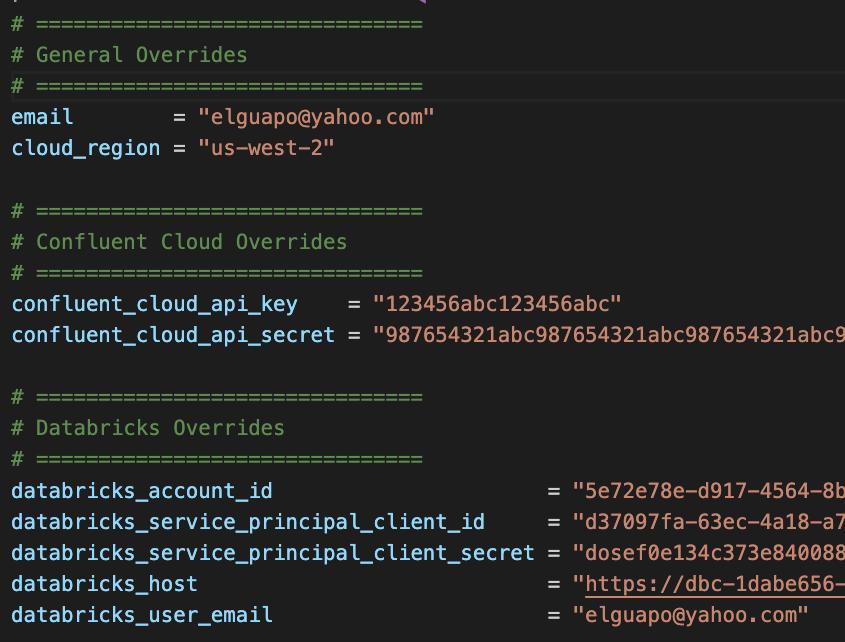 # ===============================
# General Overrides
# ===============================
email        = "elguapo@yahoo.com"
cloud_region = "us-west-2"
# ===============================
# Confluent Cloud Overrides
# ===============================
confluent_cloud_api_key    = "123456abc123456abc"
confluent_cloud_api_secret = "987654321abc987654321abc987654321abc9
# ===============================
# Databricks Overrides
# ===============================
databricks_account_id                      = "5e72e78e-d917-4564-8b
databricks_service_principal_client_id     = "d37097fa-63ec-4a18-a7
databricks_service_principal_client_secret = "dosef0e134c373e840088
databricks_host                            = "https://dbc-1dabe656-
databricks_user_email                      = "elguapo@yahoo.com"